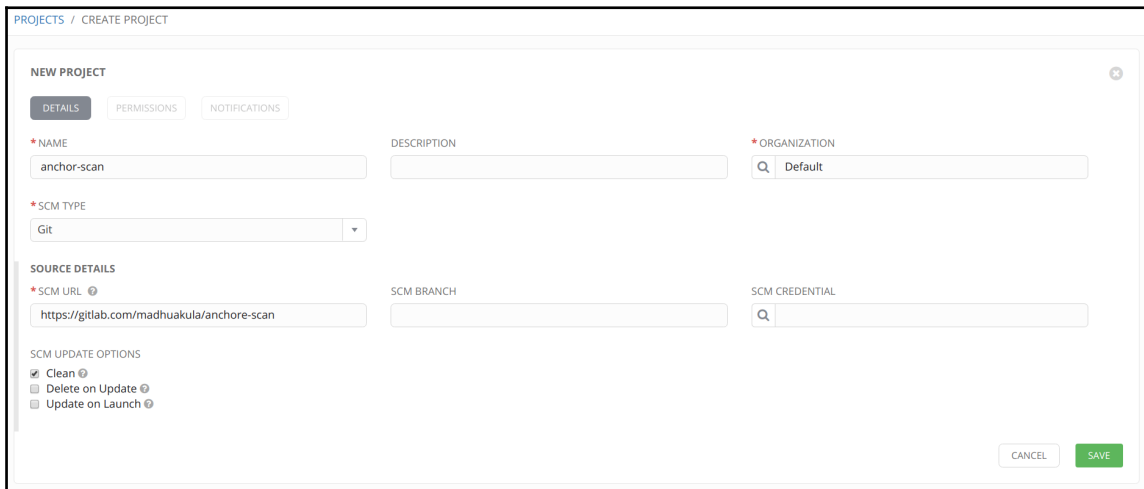 PROJECTS / CREATE PROJECT
NEW PROJECT
DETAILS PERMISSIONS NOTIFICATIONS
* NAME DESCRIPTION * ORGANIZATION
anchor-scan Default
* SCM TYPE
Git
SOURCE DETAILS
* SCM URL SCM BRANCH SCM CREDENTIAL
https://gitlab.com/madhuakula/anchore-scan
SCM UPDATE OPTIONS
Clean
Delete on Update
Update on Launch
CANCEL SAVE